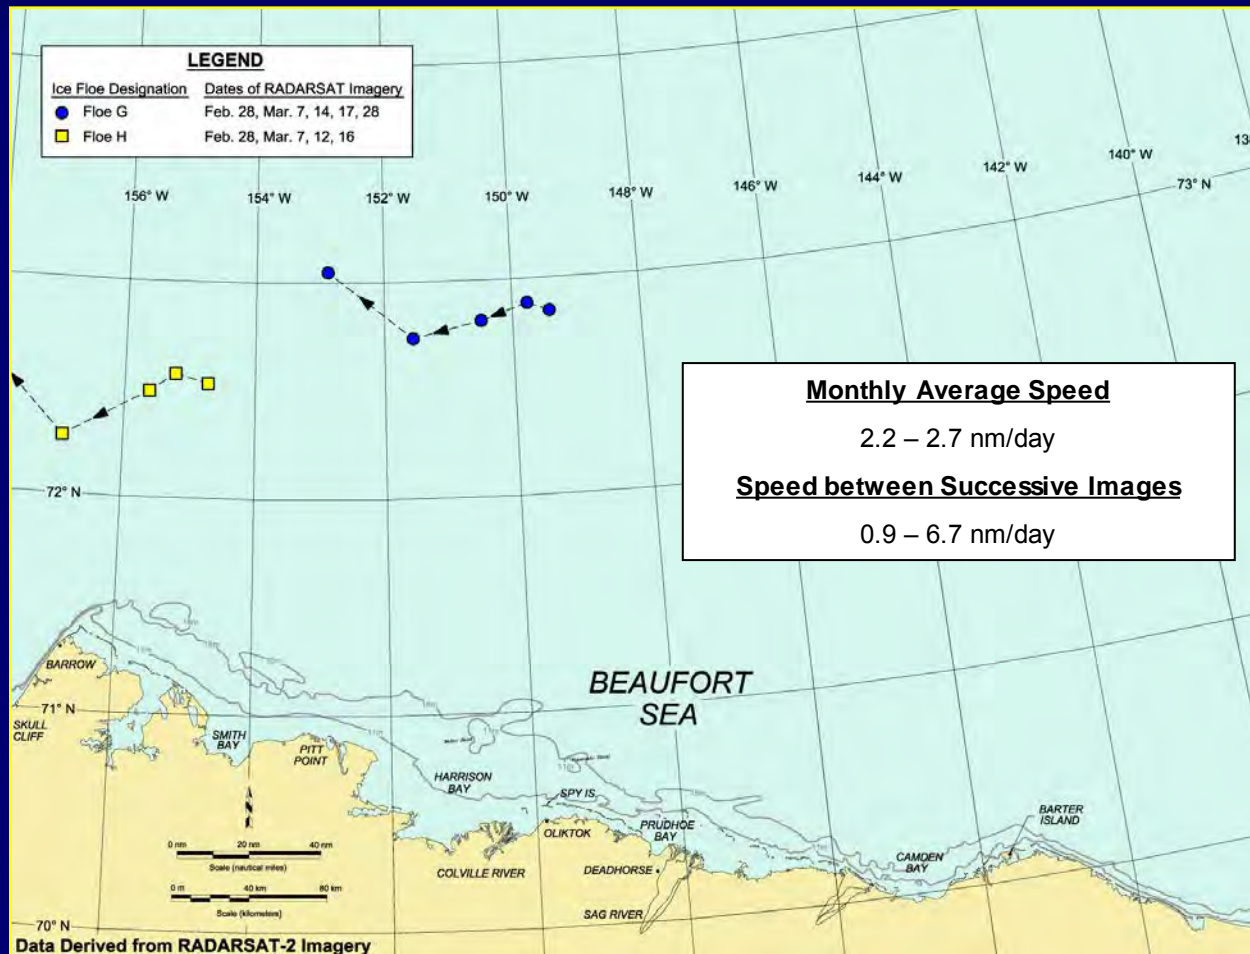 LEGEND
Ice Floe Designation Dates of RADARSAT Imagery
Floe G Feb. 28, Mar. 7, 14, 17, 28
Floe H Feb. 28, Mar. 7, 12, 16
140° W
142° W
144° W
73° N
146° W
148° W
150° W
152° W
154° W
156° W
Monthly Average Speed
2.2 – 2.7 nm/day
Speed between Successive Images
0.9 – 6.7 nm/day
72° N
BARROW
BEAUFORT
SEA
71° N
SKULL
CLIFF
SMITH
BAY
PITT
POINT
HARRISON
BAY
SPY IS.
OLIKTOK
PRUDHOE
BAY
BARTER
ISLAND
CAMDEN
BAY
COLVILLE RIVER
DEADHORSE
SAG RIVER
0 nm 20 nm 40 nm
Scale (nautical miles)
0 m 40 km 80 km
Scale (kilometers)
70° N
Data Derived from RADARSAT-2 Imagery